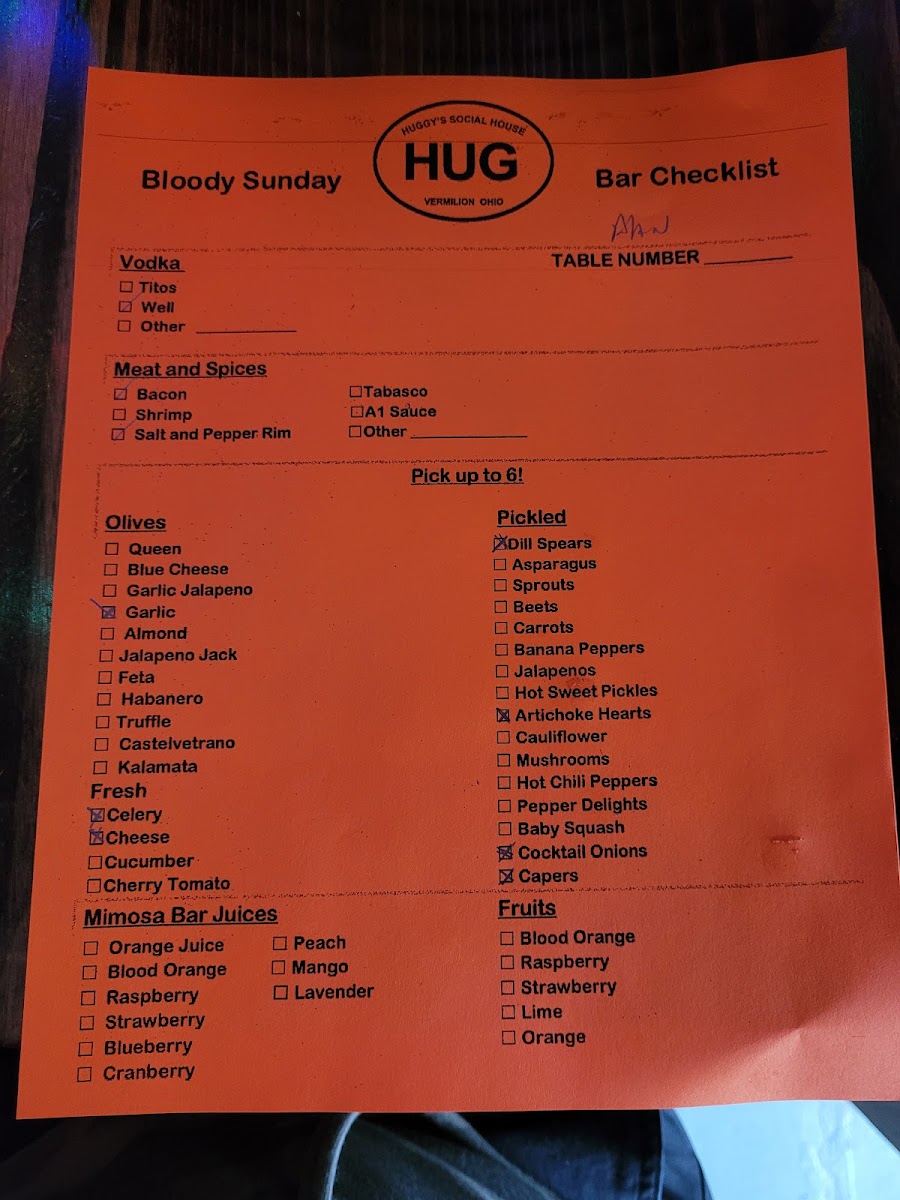 HUGGY'S SOCIAL HOUSE
HUG
VERMILION OHIO
Bloody Sunday
Bar Checklist
Alan
TABLE NUMBER
Vodka
Titos
Well
Other
Meat and Spices
Bacon
Shrimp
Salt and Pepper Rim
Tabasco
A1 Sauce
Other
Pick up to 6!
Olives
Queen
Blue Cheese
Garlic Jalapeno
Garlic
Almond
Jalapeno Jack
Feta
Habanero
Truffle
Castelvetrano
Kalamata
Fresh
Celery
Cheese
Cucumber
Cherry Tomato
Pickled
Dill Spears
Asparagus
Sprouts
Beets
Carrots
Banana Peppers
Jalapenos
Hot Sweet Pickles
Artichoke Hearts
Cauliflower
Mushrooms
Hot Chili Peppers
Pepper Delights
Baby Squash
Cocktail Onions
Capers
Mimosa Bar Juices
Orange Juice
Blood Orange
Raspberry
Strawberry
Blueberry
Cranberry
Peach
Mango
Lavender
Fruits
Blood Orange
Raspberry
Strawberry
Lime
Orange